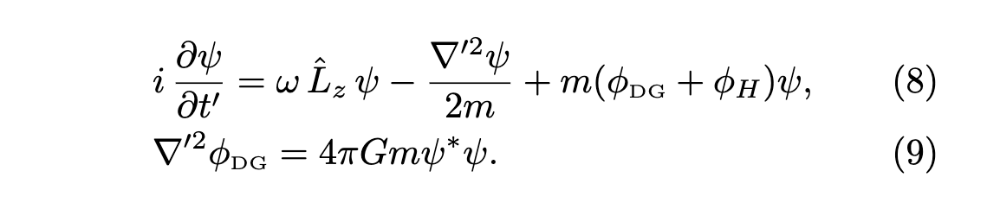 i ∂ψ/∂t′ = ω L̂_z ψ − ∇′²ψ/2m + m(ϕ_DG + ϕ_H)ψ, (8)
∇′²ϕ_DG = 4πGmψ*ψ. (9)